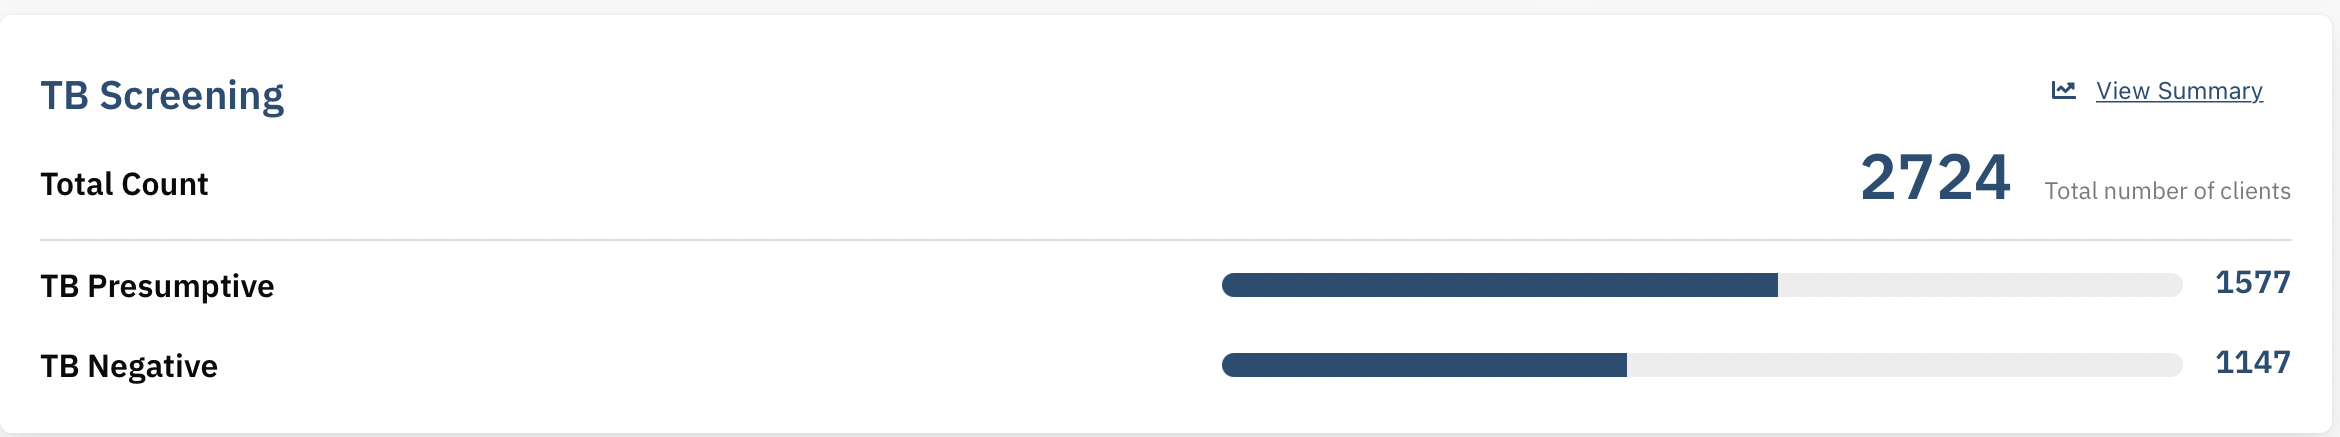 TB Screening
View Summary
Total Count
2724 Total number of clients
TB Presumptive
1577
TB Negative
1147